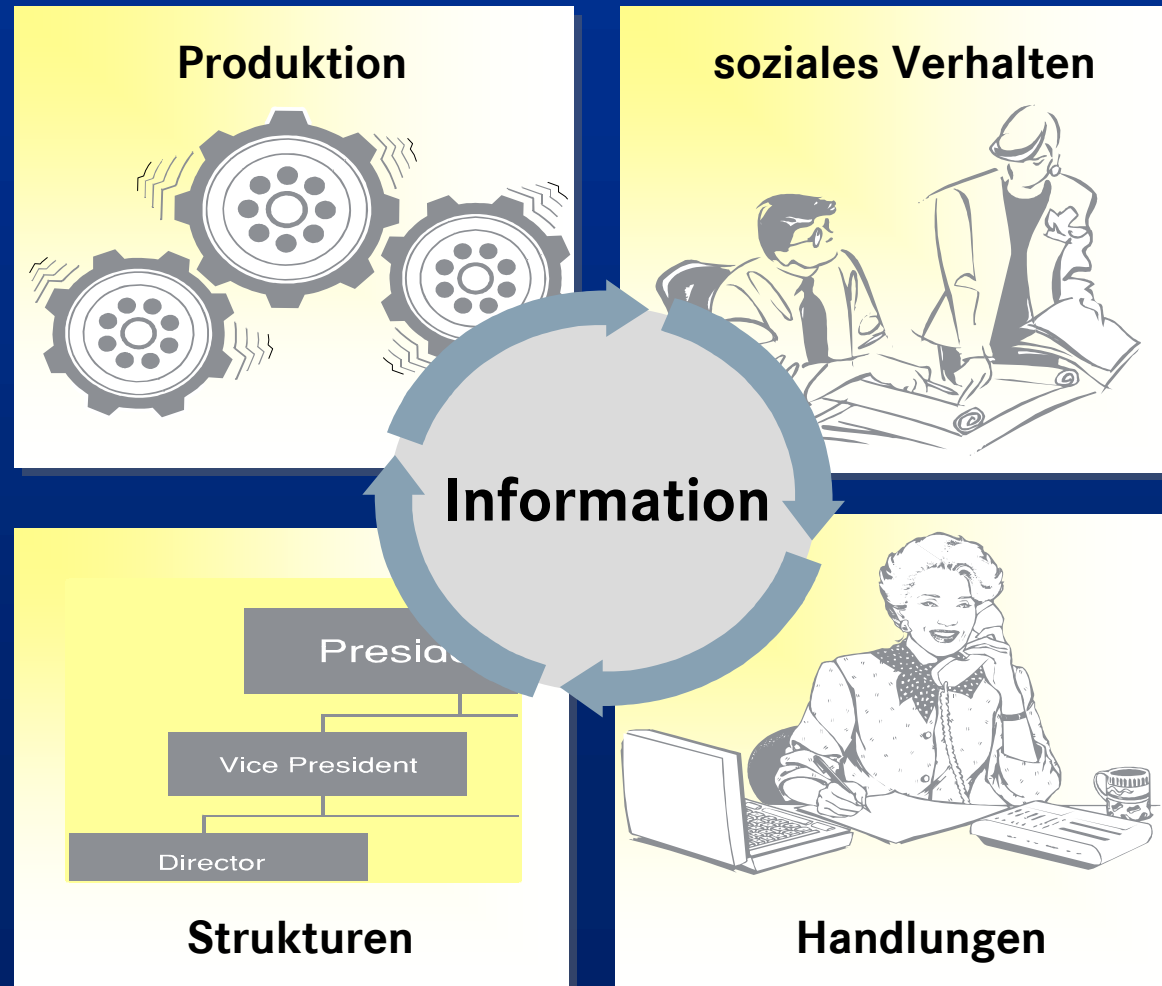 Produktion
soziales Verhalten
Information
Vice President
Director
Strukturen
Handlungen